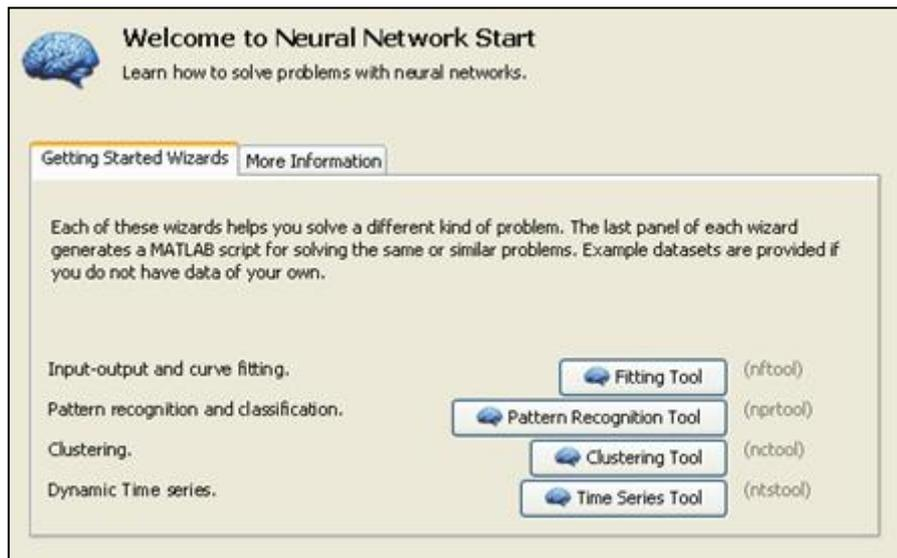 Welcome to Neural Network Start
Learn how to solve problems with neural networks.
Getting Started Wizards More Information
Each of these wizards helps you solve a different kind of problem. The last panel of each wizard
generates a MATLAB script for solving the same or similar problems. Example datasets are provided if
you do not have data of your own.
Input-output and curve fitting. Fitting Tool (nftool)
Pattern recognition and classification. Pattern Recognition Tool (nprtool)
Clustering. Clustering Tool (nctool)
Dynamic Time series. Time Series Tool (ntstool)